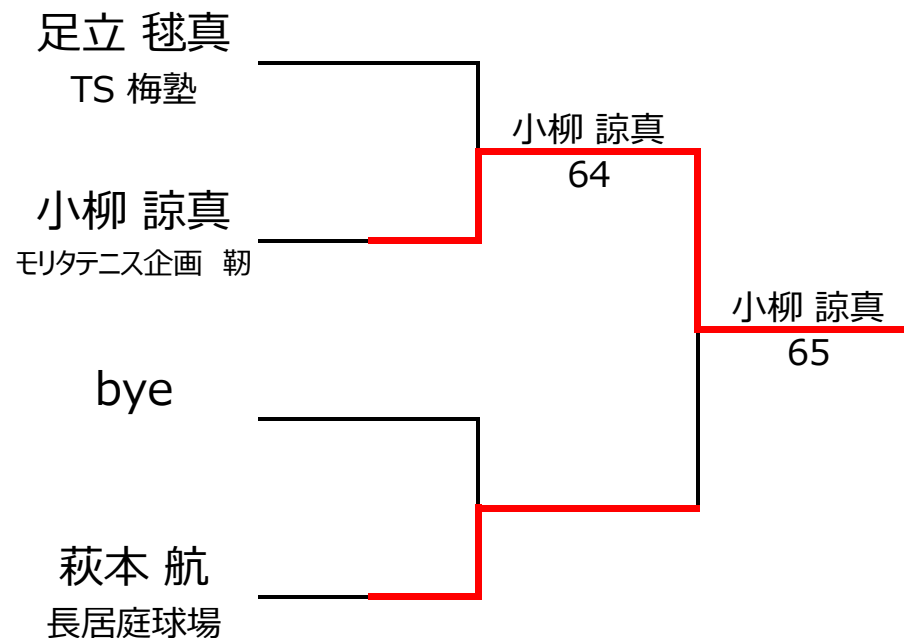 足立 毬真
TS 梅塾
小柳 諒真
64
小柳 諒真
モリタテニス企画　靭
小柳 諒真
65
bye
萩本 航
長居庭球場